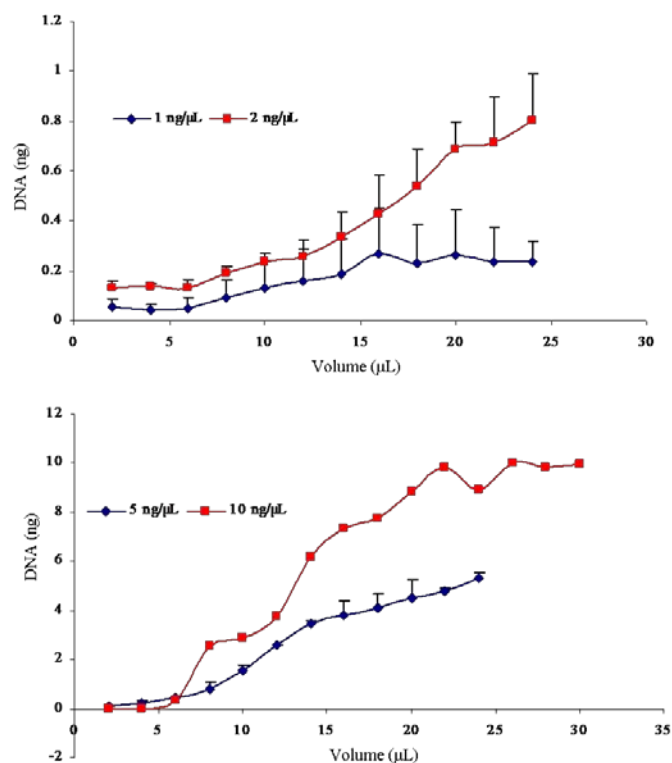 1.2
1
0.8
0.6
0.4
0.2
0
DNA (ng)
1 ng/µL 2 ng/µL
0 5 10 15 20 25 30
Volume (µL)
12
10
8
6
4
2
0
-2
DNA (ng)
5 ng/µL 10 ng/µL
0 5 10 15 20 25 30 35
Volume (µL)